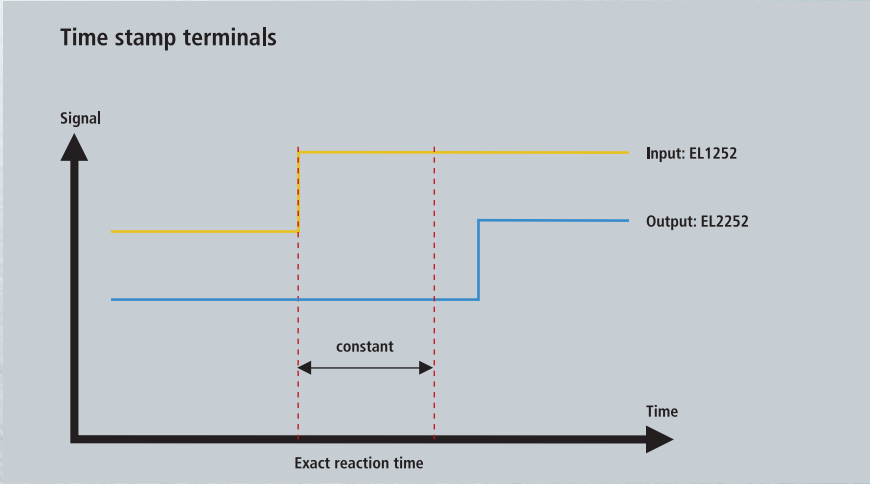 Time stamp terminals
Signal
Input: EL1252
Output: EL2252
constant
Time
Exact reaction time